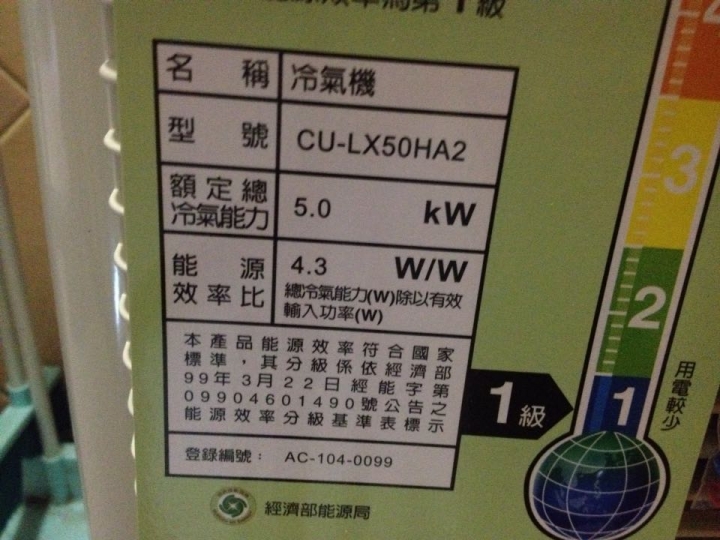 第1級
名稱 冷氣機
型號 CU-LX50HA2
額定總
冷氣能力 5.0 kW
能源
效率比 4.3 W/W
總冷氣能力(W)除以有效
輸入功率(W)
本產品能源效率符合國家
標準，其分級係依經濟部
99年3月22日經能字第
09904601490號公告之
能源效率分級基準表標示
登錄編號： AC-104-0099
經濟部能源局
1級
3
2
1
用電較少